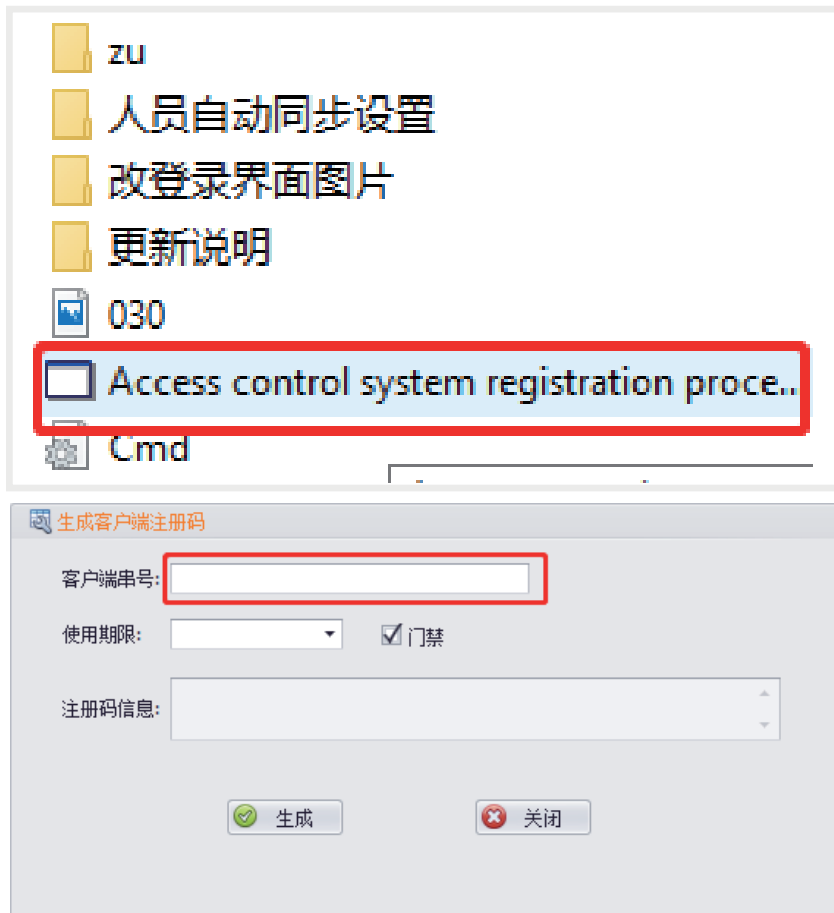 zu
人员自动同步设置
改登录界面图片
更新说明
030
Access control system registration proce...
Cmd
生成客户端注册码
客户端串号:
使用期限:
门禁
注册码信息:
生成
关闭